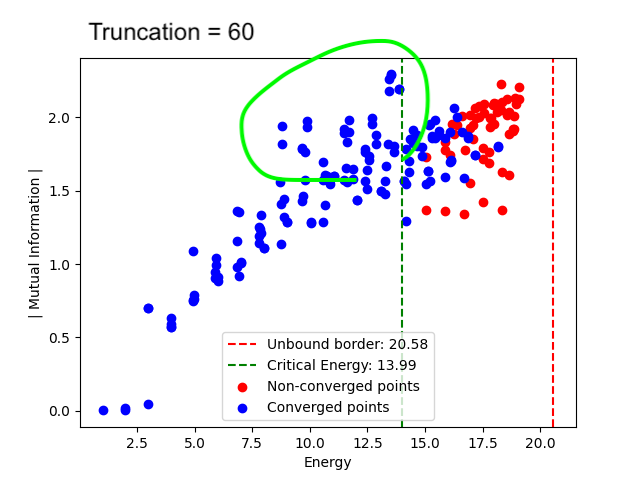 Truncation = 60
| Mutual Information |
2.0
1.5
1.0
0.5
0.0
Unbound border: 20.58
Critical Energy: 13.99
Non-converged points
Converged points
2.5 5.0 7.5 10.0 12.5 15.0 17.5 20.0
Energy